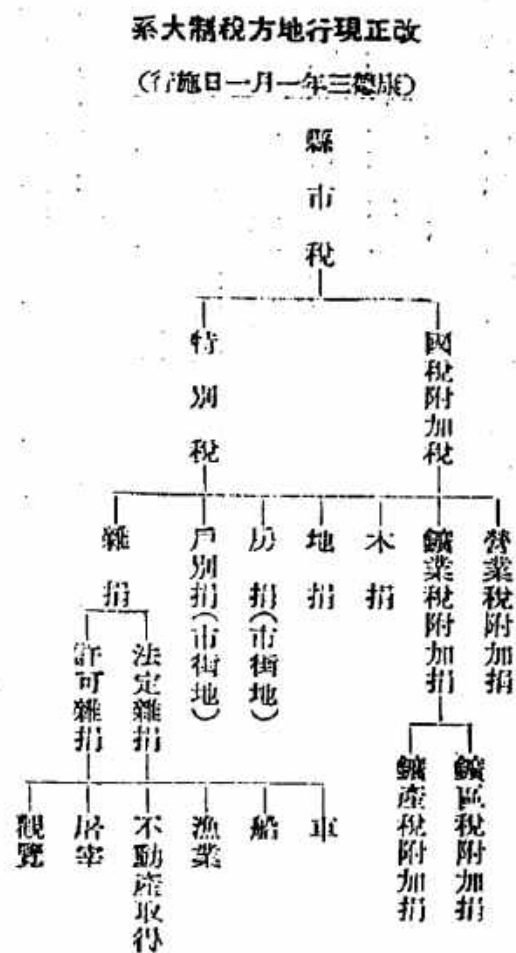 改正現行地方稅制大系
(康德三年一月一日施行)
縣市稅
國稅附加稅
特別稅
營業稅附加捐
鑛業稅附加捐
木捐
地捐
房捐(市街地)
戶別捐(市街地)
雜捐
鑛區稅附加捐
鑛產稅附加捐
法定雜捐
許可雜捐
車
船
漁業
不動產取得
屠宰
觀覽